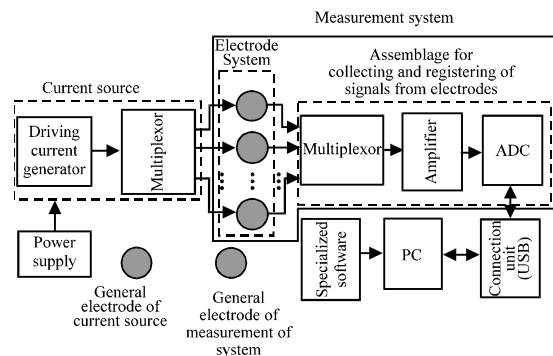 Measurement system
Electrode
System
Assemblage for
collecting and registering of
signals from electrodes
Current source
Driving
current
generator
Multiplexor
Multiplexor
Amplifier
ADC
Power
supply
General
electrode of
current source
General
electrode of
measurement of
system
Specialized
software
PC
Connection
unit
(USB)